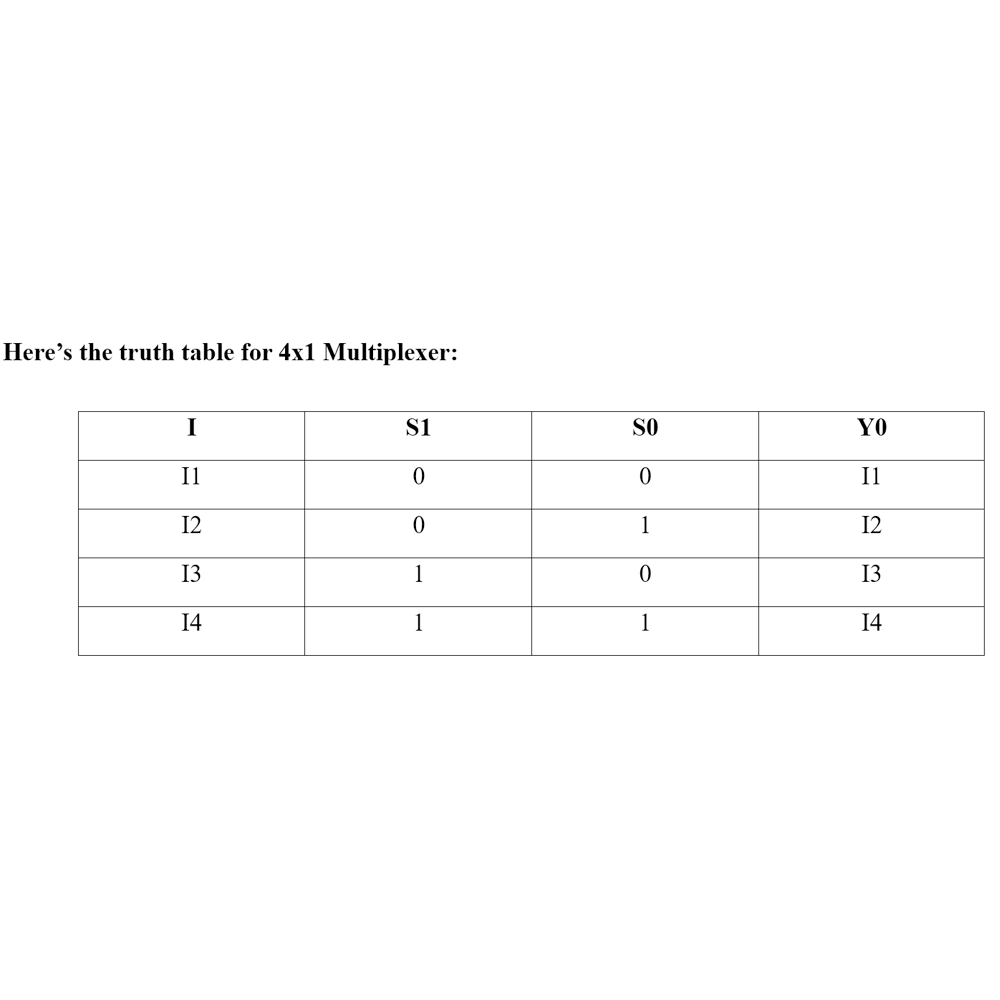 Here’s the truth table for 4x1 Multiplexer:
I S1 S0 Y0
I1 0 0 I1
I2 0 1 I2
I3 1 0 I3
I4 1 1 I4